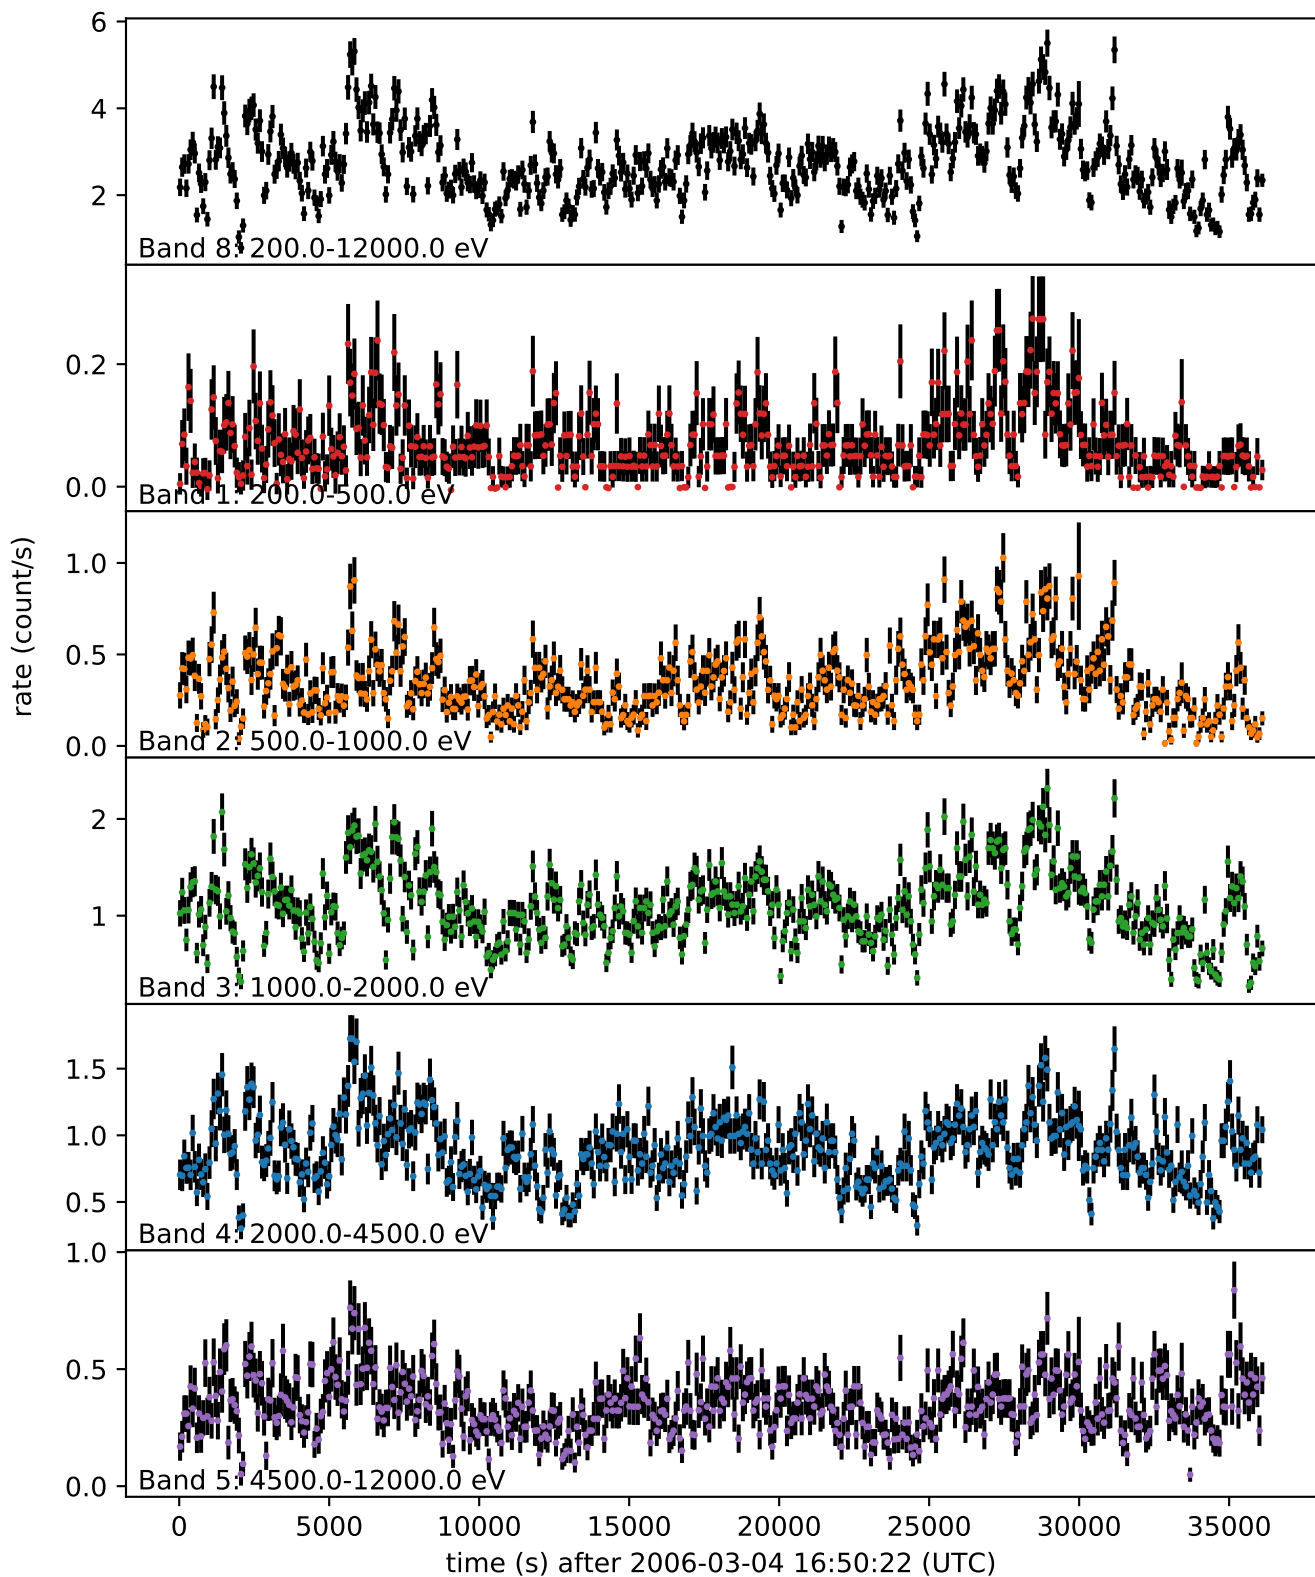 6
4
2
Band 8: 200.0-12000.0 eV
0.2
0.0
Band 1: 200.0-500.0 eV
1.0
0.5
0.0
Band 2: 500.0-1000.0 eV
rate (count/s)
2
1
Band 3: 1000.0-2000.0 eV
1.5
1.0
0.5
Band 4: 2000.0-4500.0 eV
1.0
0.5
0.0
Band 5: 4500.0-12000.0 eV
0 5000 10000 15000 20000 25000 30000 35000
time (s) after 2006-03-04 16:50:22 (UTC)